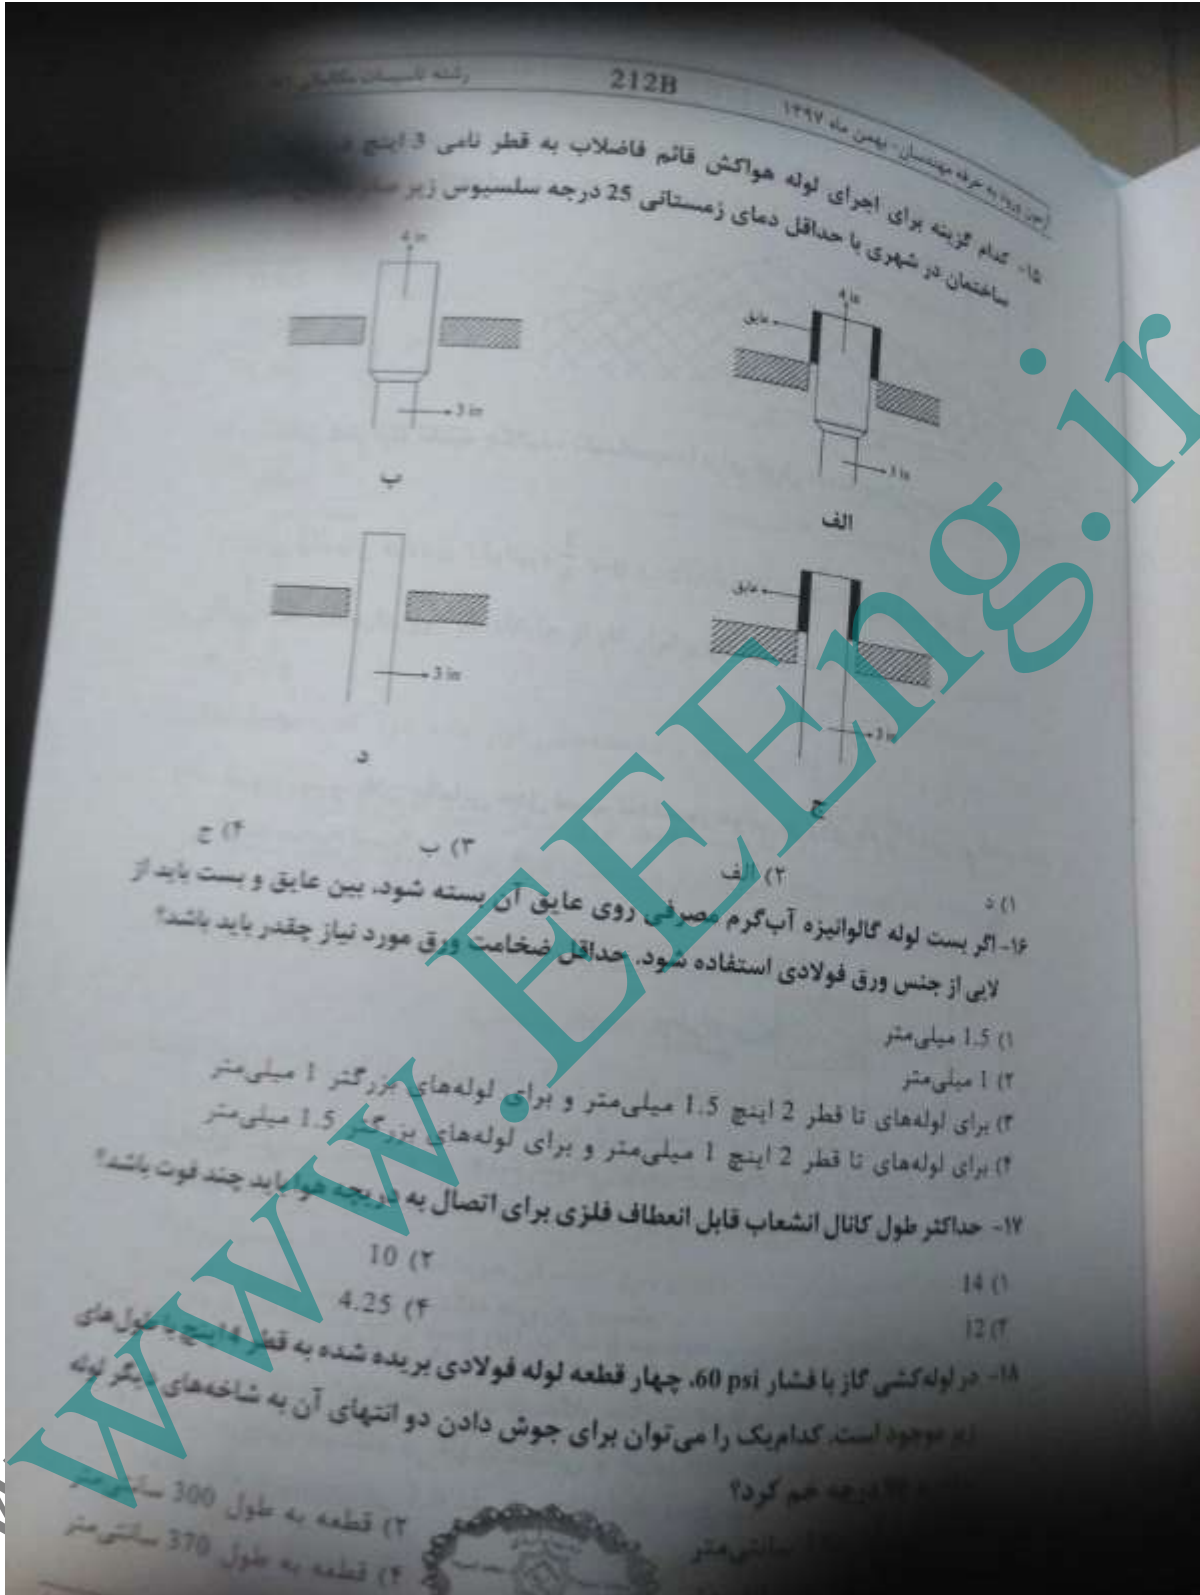 212B
رشته تاسیسات مکانیکی
ورود به حرفه مهندسان - بهمن ماه ۱۳۹۷
۱۵- کدام گزینه برای اجرای لوله هواکش قائم فاضلاب به قطر نامی 3 اینچ
ساختمان در شهری با حداقل دمای زمستانی 25 درجه سلسیوس زیر
4 in
عایق
3 in
الف
4 in
3 in
ب
عایق
3 in
ج
3 in
د
۱) د
۲) الف
۳) ب
۴) ج
۱۶- اگر بست لوله گالوانیزه آب‌گرم مصرفی روی عایق آن بسته شود، بین عایق و بست باید از
لایی از جنس ورق فولادی استفاده شود. حداقل ضخامت ورق مورد نیاز چقدر باید باشد؟
۱) 1.5 میلی‌متر
۲) 1 میلی‌متر
۳) برای لوله‌های تا قطر 2 اینچ 1.5 میلی‌متر و برای لوله‌های بزرگتر 1 میلی‌متر
۴) برای لوله‌های تا قطر 2 اینچ 1 میلی‌متر و برای لوله‌های بزرگتر 1.5 میلی‌متر
۱۷- حداکثر طول کانال انشعاب قابل انعطاف فلزی برای اتصال به دریچه هوا باید چند فوت باشد؟
۱) 14
۲) 10
۳) 12
۴) 4.25
۱۸- در لوله‌کشی گاز با فشار 60 psi، چهار قطعه لوله فولادی بریده شده به قطر 4 اینچ با طول‌های
زیر موجود است. کدام‌یک را می‌توان برای جوش دادن دو انتهای آن به شاخه‌های دیگر لوله
درجه خم کرد؟
سانتی‌متر
۲) قطعه به طول 300 سانتی‌متر
۴) قطعه به طول 370 سانتی‌متر
www.EEEng.ir